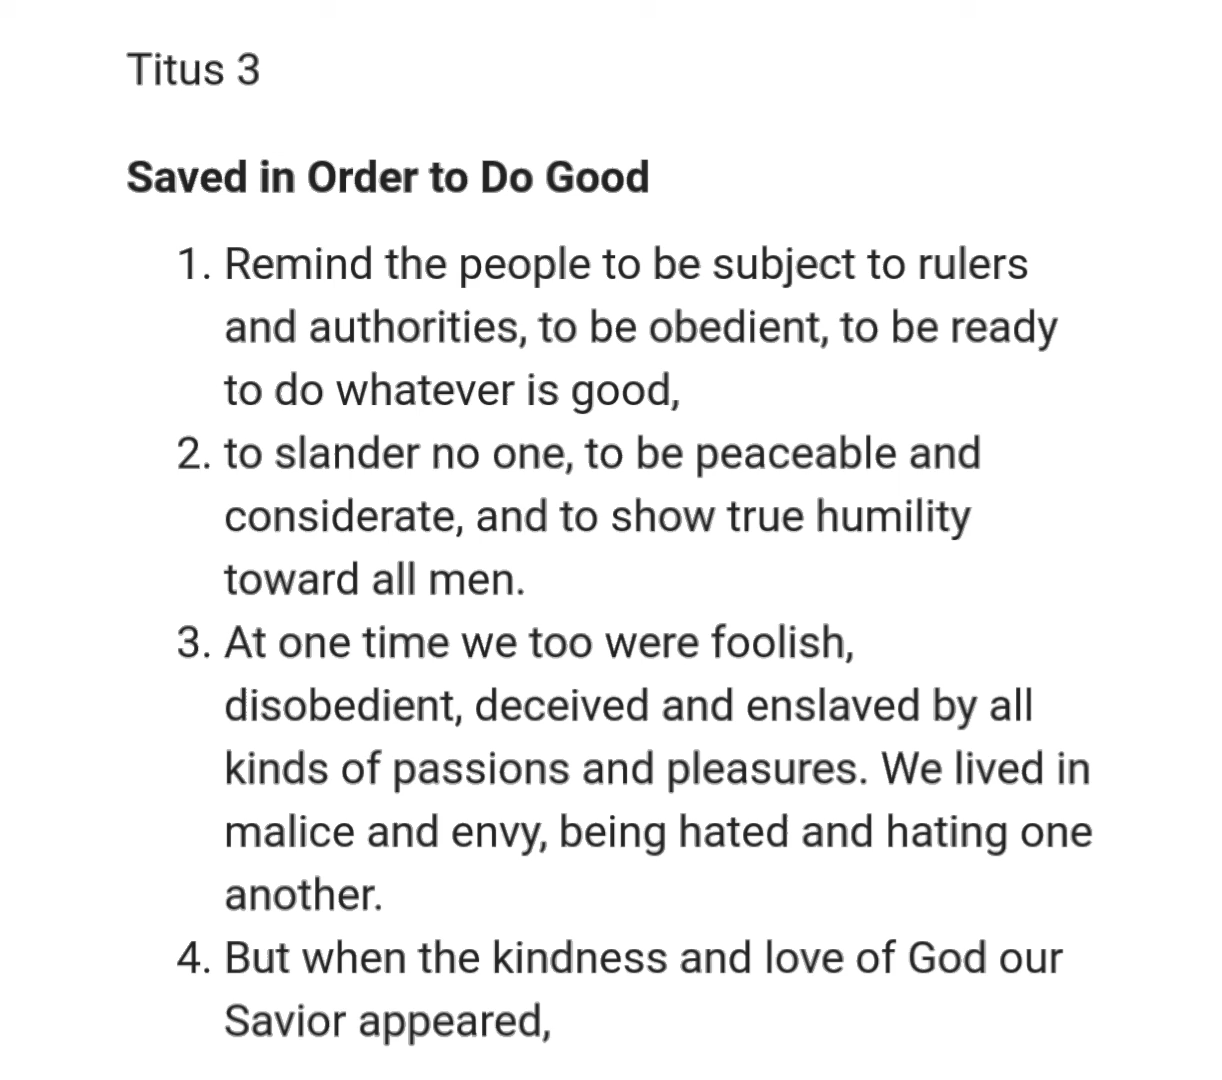 Titus 3
Saved in Order to Do Good
1. Remind the people to be subject to rulers
and authorities, to be obedient, to be ready
to do whatever is good,
2. to slander no one, to be peaceable and
considerate, and to show true humility
toward all men.
3. At one time we too were foolish,
disobedient, deceived and enslaved by all
kinds of passions and pleasures. We lived in
malice and envy, being hated and hating one
another.
4. But when the kindness and love of God our
Savior appeared,